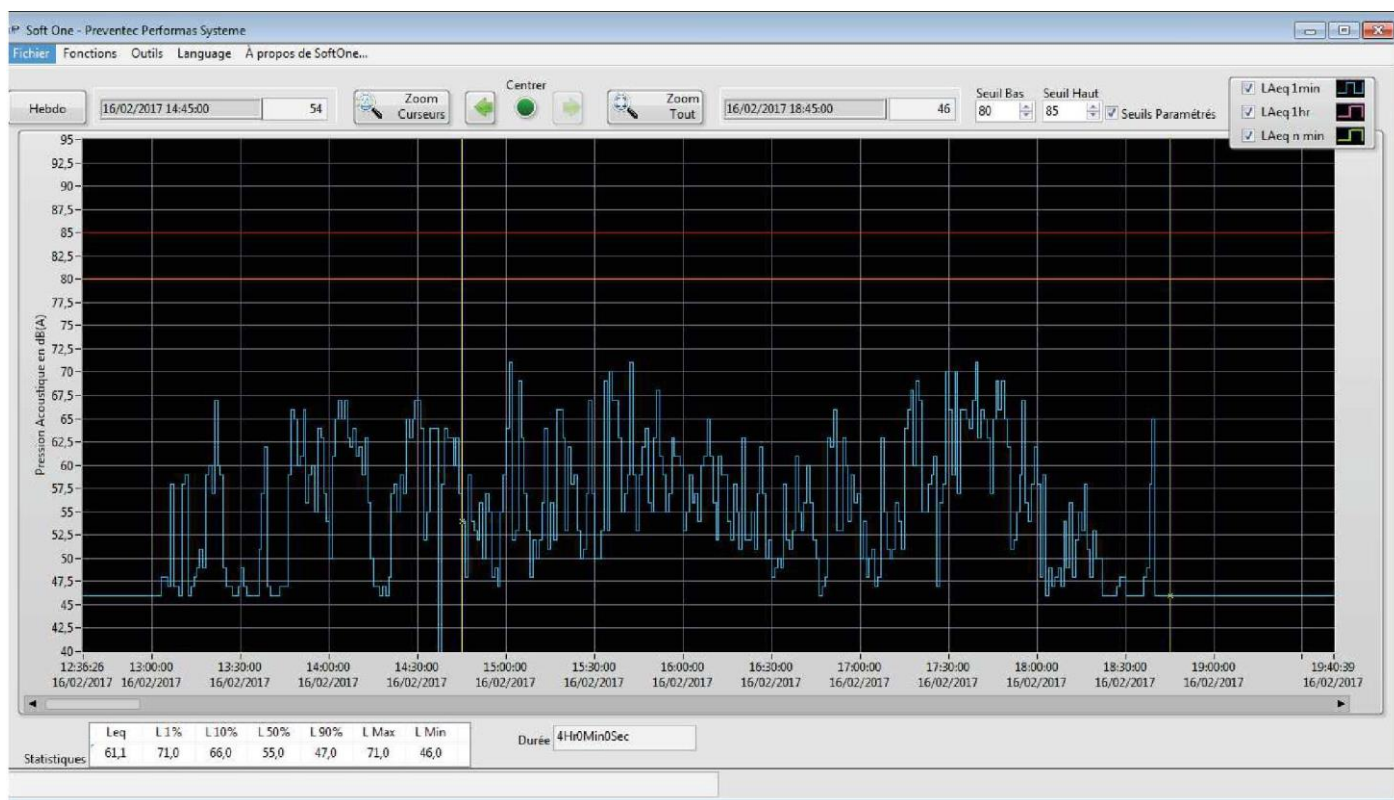 Soft One - Preventec Performas Systeme
Fichier Fonctions Outils Language À propos de SoftOne...
Hebdo 16/02/2017 14:45:00 54 Zoom Curseurs Centrer Zoom Tout 16/02/2017 18:45:00 46 Seuil Bas 80 Seuil Haut 85 Seuils Paramétrés
LAeq 1min
LAeq 1hr
LAeq n min
Pression Acoustique en dB(A)
95
92,5
90
87,5
85
82,5
80
77,5
75
72,5
70
67,5
65
62,5
60
57,5
55
52,5
50
47,5
45
42,5
40
12:36:26 13:00:00 13:30:00 14:00:00 14:30:00 15:00:00 15:30:00 16:00:00 16:30:00 17:00:00 17:30:00 18:00:00 18:30:00 19:00:00 19:40:39
16/02/2017 16/02/2017 16/02/2017 16/02/2017 16/02/2017 16/02/2017 16/02/2017 16/02/2017 16/02/2017 16/02/2017 16/02/2017 16/02/2017 16/02/2017 16/02/2017 16/02/2017
Leq L 1% L 10% L 50% L 90% L Max L Min
Statistiques 61,1 71,0 66,0 55,0 47,0 71,0 46,0
Durée 4Hr0Min0Sec